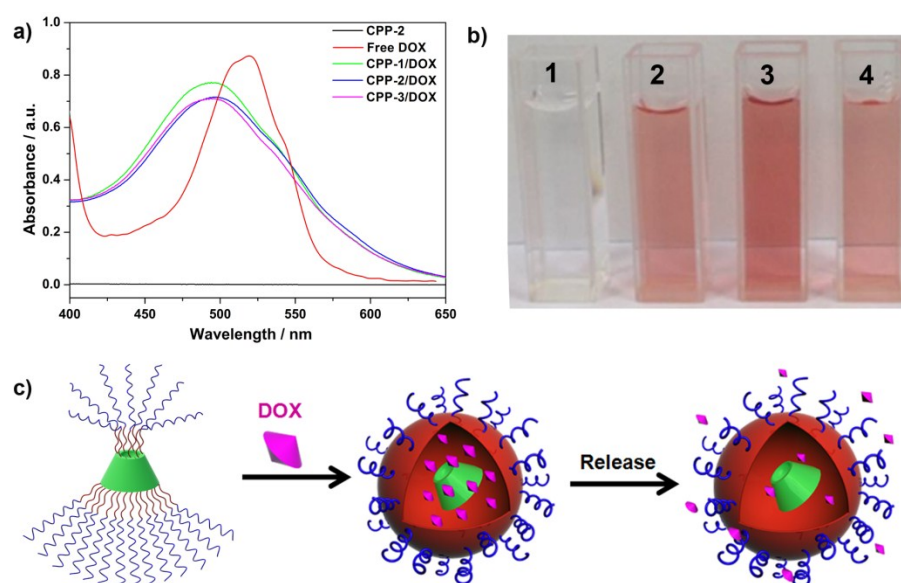 a)
CPP-2
Free DOX
CPP-1/DOX
CPP-2/DOX
CPP-3/DOX
1.0
0.8
0.6
0.4
0.2
0.0
Absorbance / a.u.
400 450 500 550 600 650
Wavelength / nm
b)
1 2 3 4
c)
DOX
Release